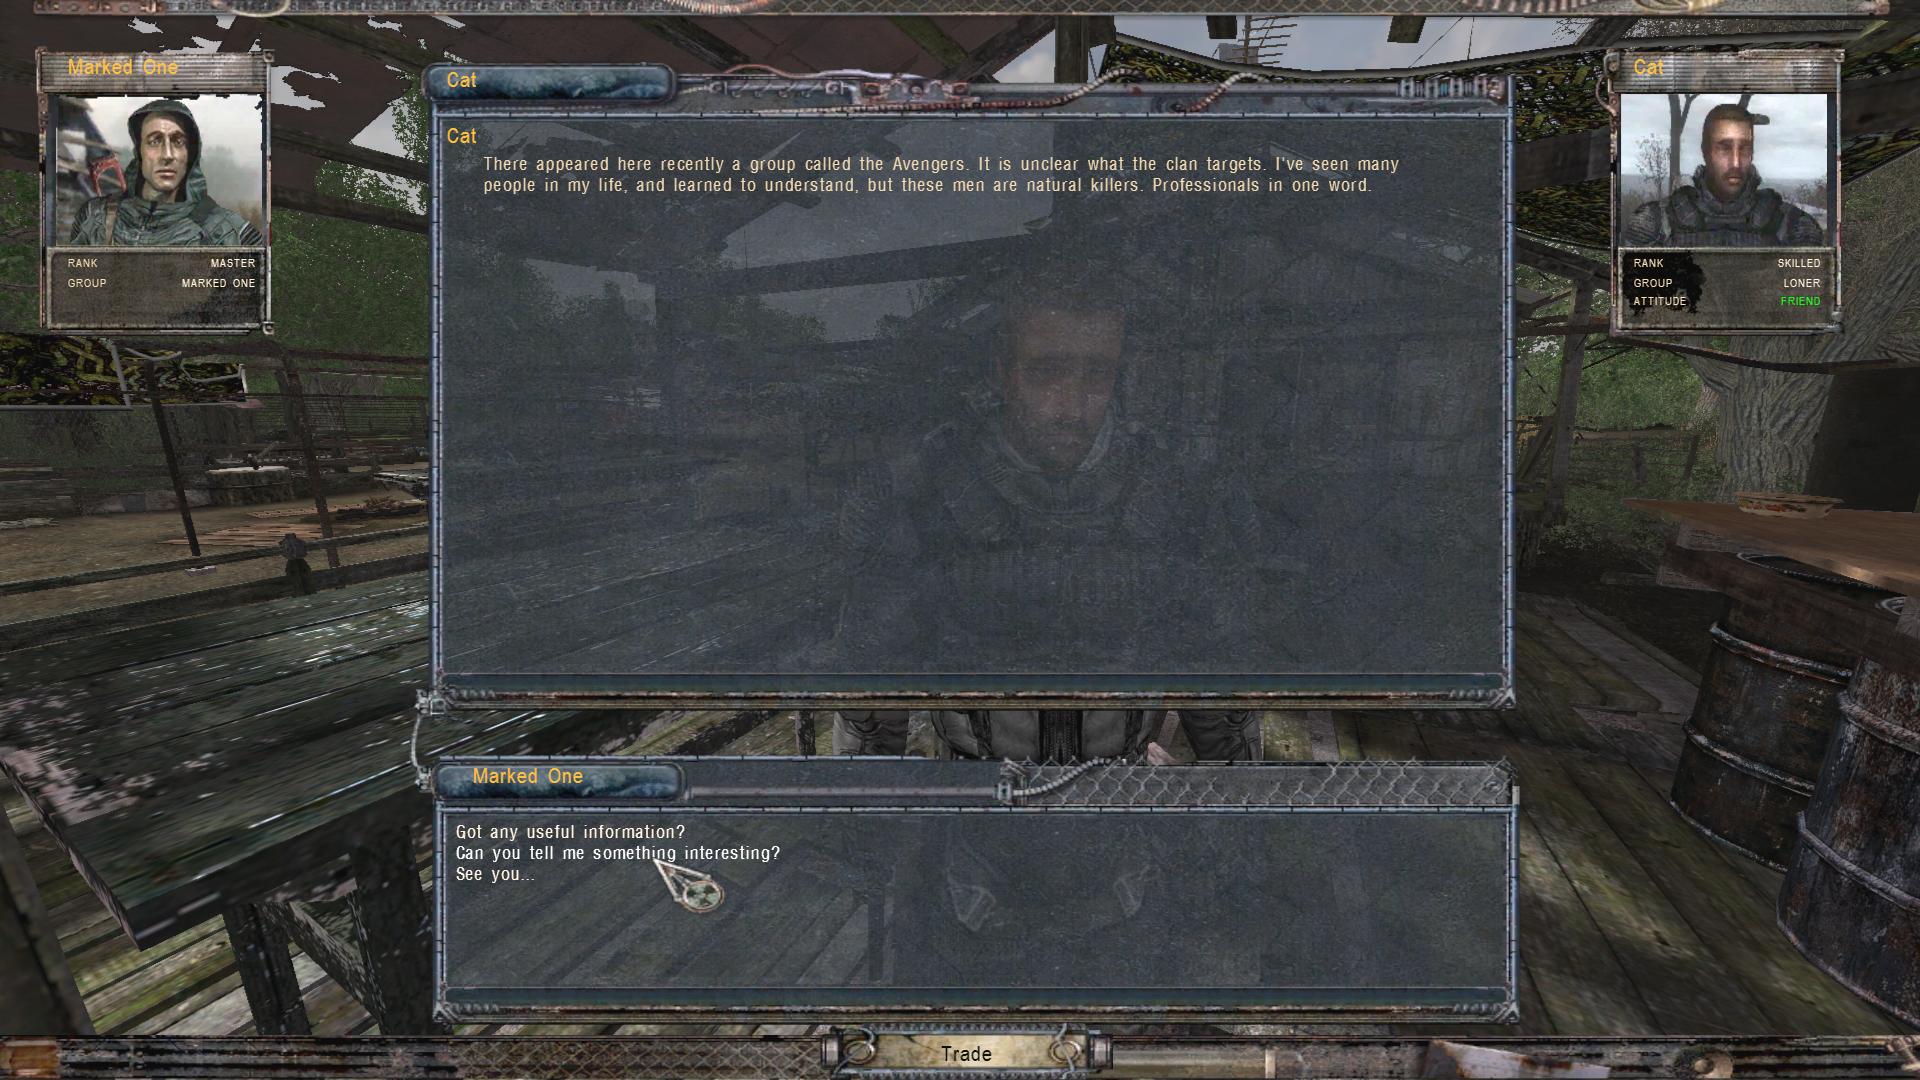 Marked One
RANK MASTER
GROUP MARKED ONE
Cat
Cat
There appeared here recently a group called the Avengers. It is unclear what the clan targets. I've seen many
people in my life, and learned to understand, but these men are natural killers. Professionals in one word.
Cat
RANK SKILLED
GROUP LONER
ATTITUDE FRIEND
Marked One
Got any useful information?
Can you tell me something interesting?
See you...
Trade